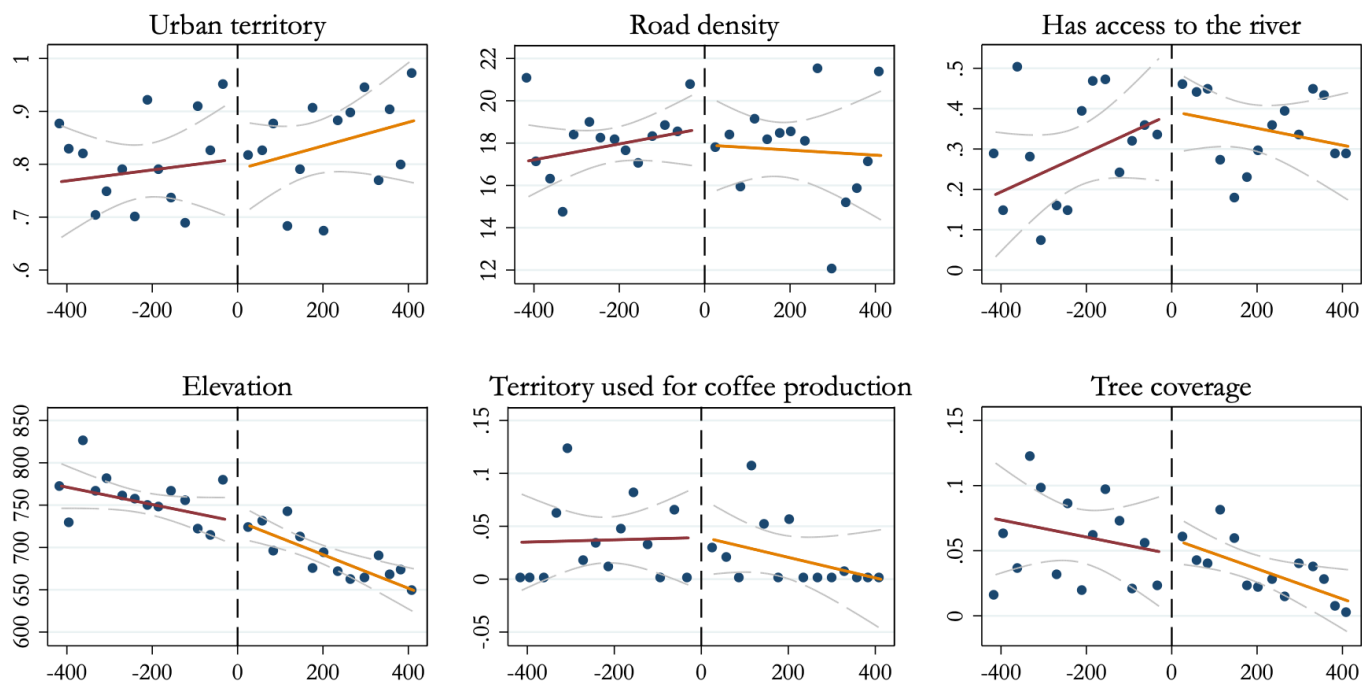 Urban territory
1
.9
.8
.7
.6
-400 -200 0 200 400
Road density
22
20
18
16
14
12
-400 -200 0 200 400
Has access to the river
.5
.4
.3
.2
.1
0
-400 -200 0 200 400
Elevation
850
800
750
700
650
600
-400 -200 0 200 400
Territory used for coffee production
.15
.1
.05
0
-.05
-400 -200 0 200 400
Tree coverage
.15
.1
.05
0
-400 -200 0 200 400